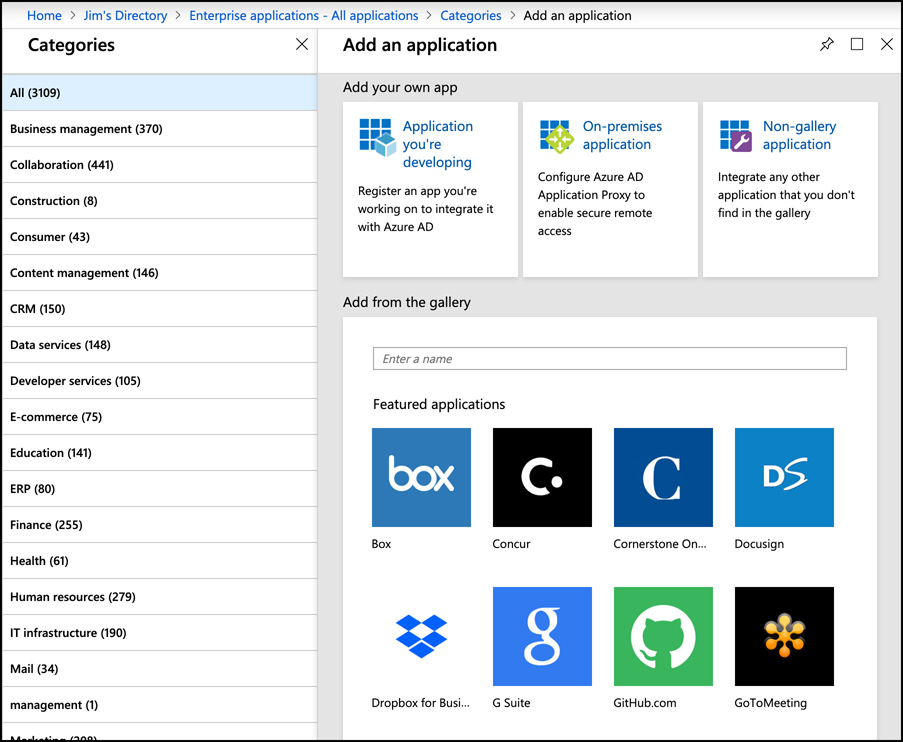 Home > Jim's Directory > Enterprise applications - All applications > Categories > Add an application
Categories
All (3109)
Business management (370)
Collaboration (441)
Construction (8)
Consumer (43)
Content management (146)
CRM (150)
Data services (148)
Developer services (105)
E-commerce (75)
Education (141)
ERP (80)
Finance (255)
Health (61)
Human resources (279)
IT infrastructure (190)
Mail (34)
management (1)
Add an application
Add your own app
Application
you're
developing
Register an app you're
working on to integrate it
with Azure AD
On-premises
application
Configure Azure AD
Application Proxy to
enable secure remote
access
Non-gallery
application
Integrate any other
application that you don't
find in the gallery
Add from the gallery
Enter a name
Featured applications
box
C.
C
DS
Box
Concur
Cornerstone On...
Docusign
g
Dropbox for Busi...
G Suite
GitHub.com
GoToMeeting